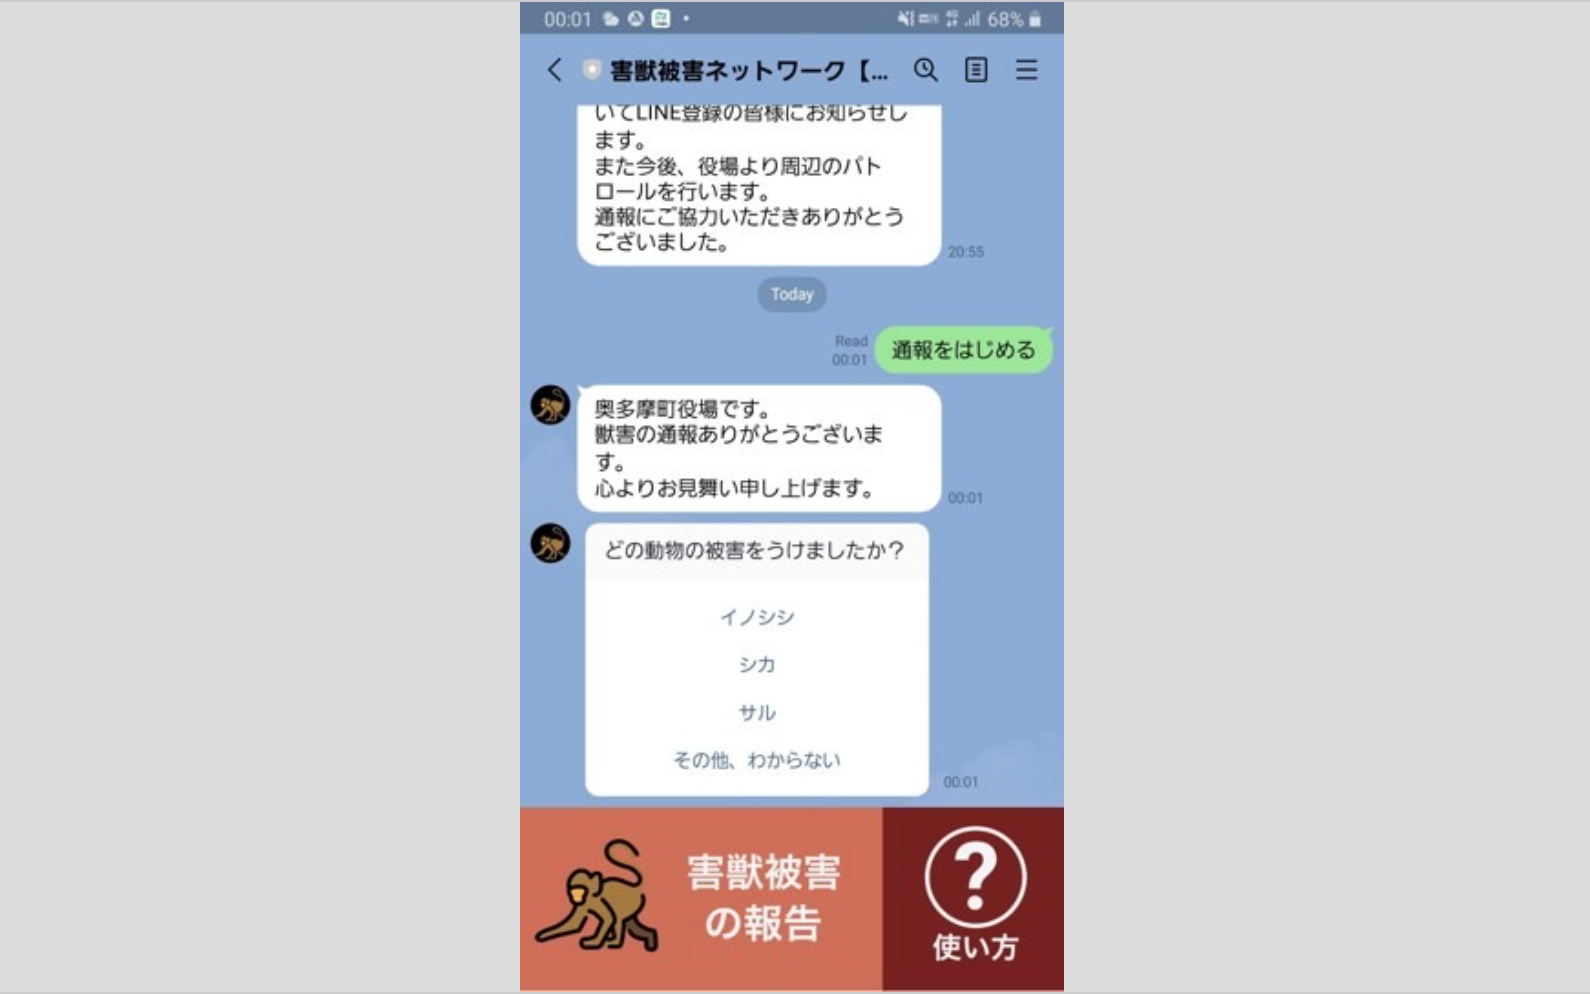 00:01
68%
害獣被害ネットワーク【...
いてLINE登録の皆様にお知らせし
ます。
また今後、役場より周辺のパト
ロールを行います。
通報にご協力いただきありがとう
ございました。
20:55
Today
Read
00:01
通報をはじめる
奥多摩町役場です。
獣害の通報ありがとうございま
す。
心よりお見舞い申し上げます。
00:01
どの動物の被害をうけましたか？
イノシシ
シカ
サル
その他、わからない
00:01
害獣被害
の報告
?
使い方